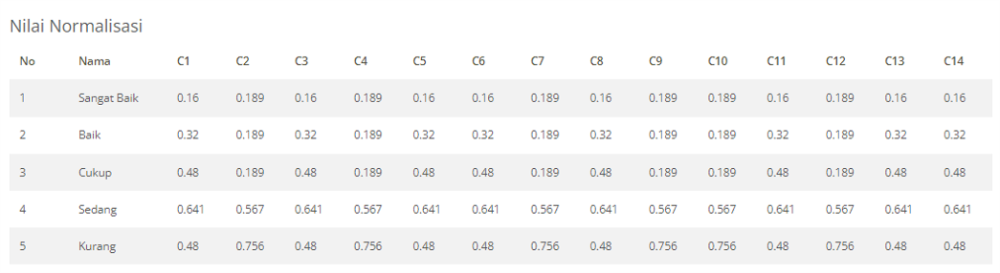 Nilai Normalisasi
No Nama C1 C2 C3 C4 C5 C6 C7 C8 C9 C10 C11 C12 C13 C14
1 Sangat Baik 0.16 0.189 0.16 0.189 0.16 0.16 0.189 0.16 0.189 0.189 0.16 0.189 0.16 0.16
2 Baik 0.32 0.189 0.32 0.189 0.32 0.32 0.189 0.32 0.189 0.189 0.32 0.189 0.32 0.32
3 Cukup 0.48 0.189 0.48 0.189 0.48 0.48 0.189 0.48 0.189 0.189 0.48 0.189 0.48 0.48
4 Sedang 0.641 0.567 0.641 0.567 0.641 0.641 0.567 0.641 0.567 0.567 0.641 0.567 0.641 0.641
5 Kurang 0.48 0.756 0.48 0.756 0.48 0.48 0.756 0.48 0.756 0.756 0.48 0.756 0.48 0.48